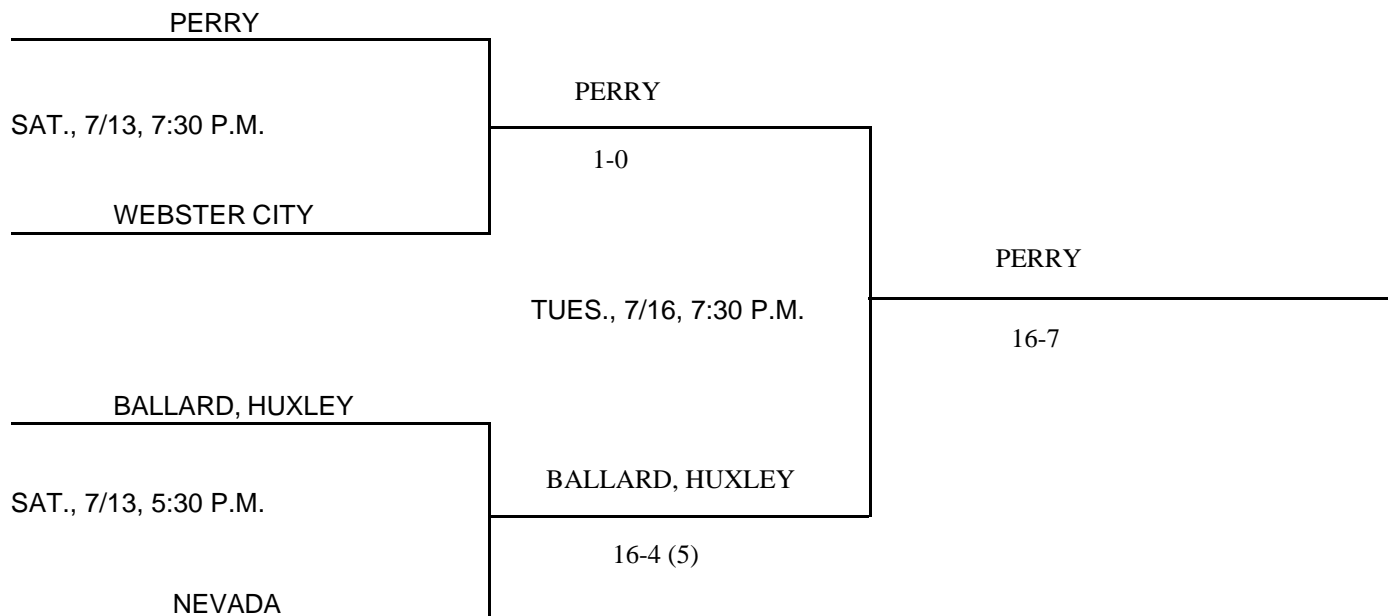 PERRY
PERRY
SAT., 7/13, 7:30 P.M.
1-0
WEBSTER CITY
PERRY
TUES., 7/16, 7:30 P.M.
16-7
BALLARD, HUXLEY
BALLARD, HUXLEY
SAT., 7/13, 5:30 P.M.
16-4 (5)
NEVADA